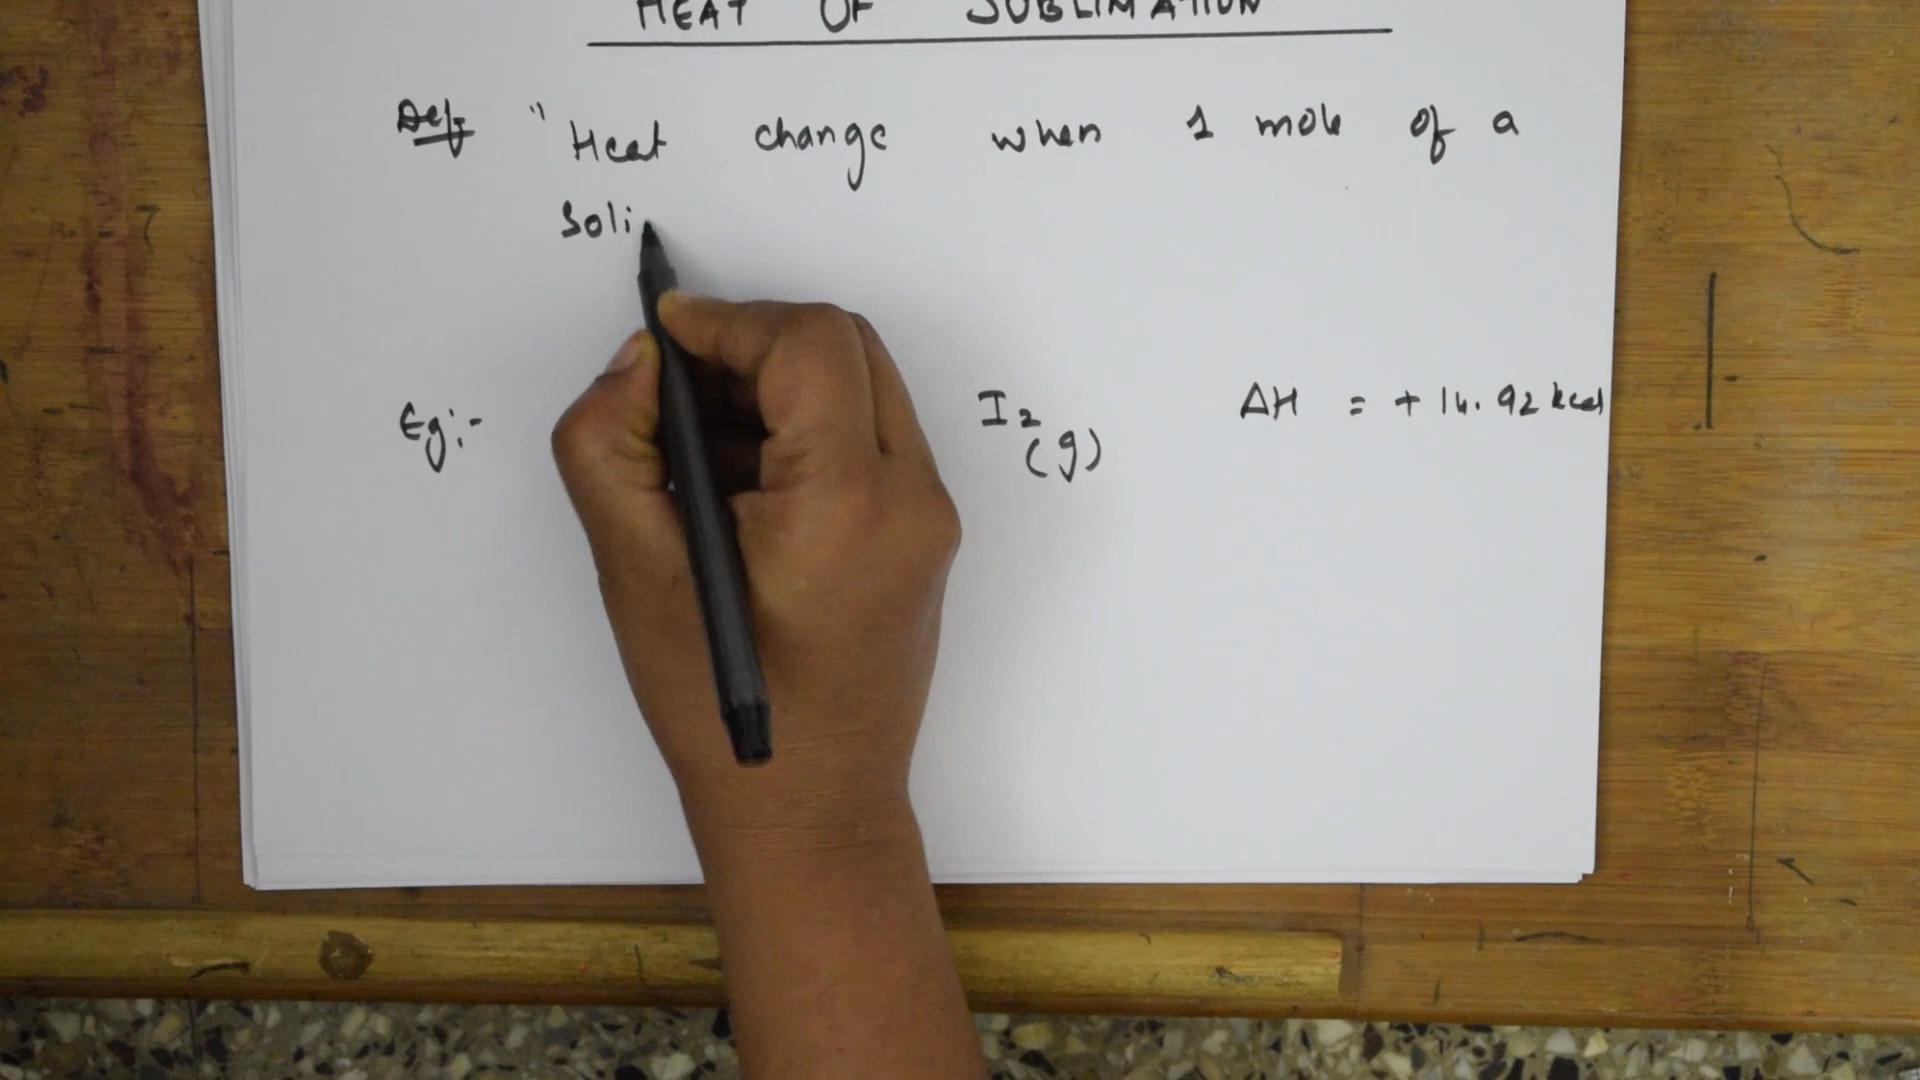 HEAT OF SUBLIMATION
Def "Heat change when 1 mole of a
Soli
Eg:- I2(g) ΔH = + 14.92 kcal